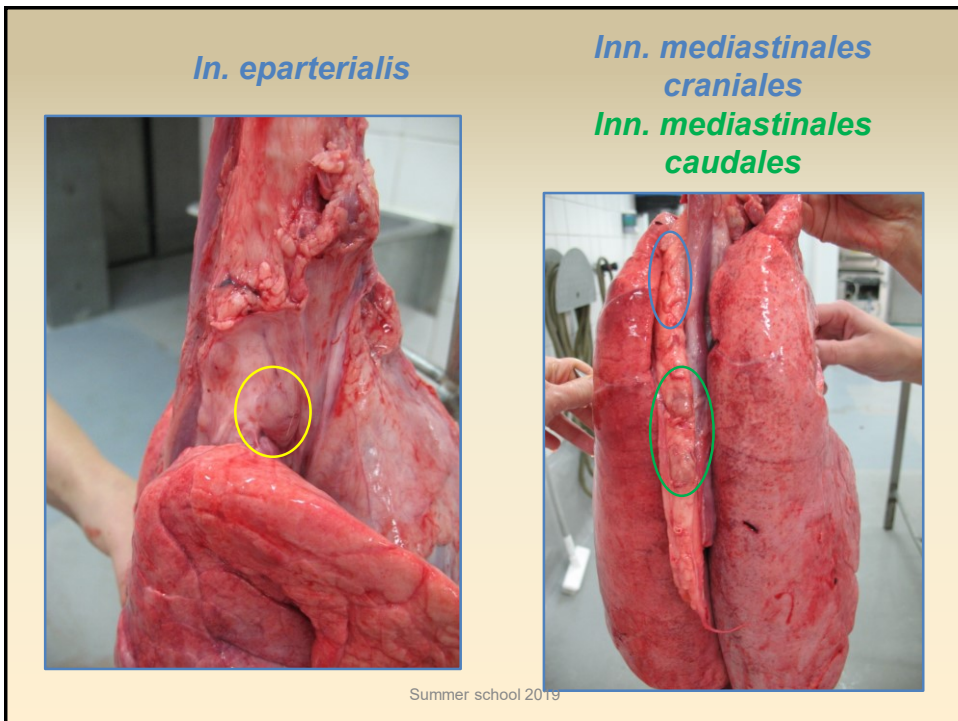 In. eparterialis
Inn. mediastinales
craniales
Inn. mediastinales
caudales
Summer school 2019